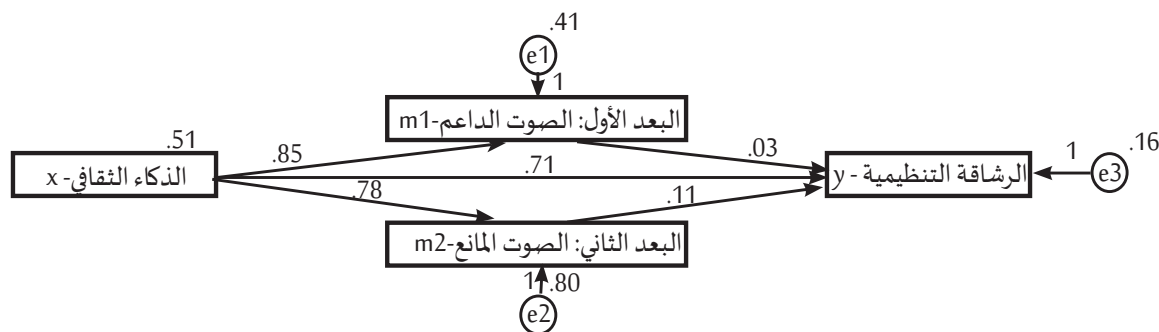 .41
e1
1
البعد الأول: الصوت الداعم-m1
.51
.85
.03
.16
الذكاء الثقافي- x
.71
الرشاقة التنظيمية - y
1
e3
.78
.11
البعد الثاني: الصوت المانع-m2
1
.80
e2